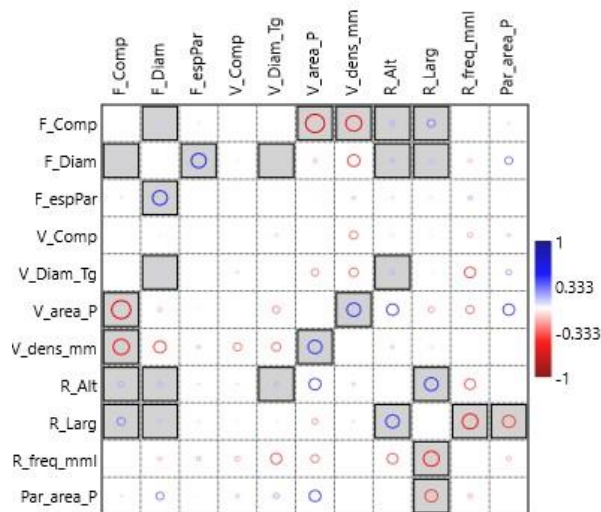 F_Comp
F_Diam
F_espPar
V_Comp
V_Diam_Tg
V_area_P
V_dens_mm
R_Alt
R_Larg
R_freq_mml
Par_area_P
F_Comp
F_Diam
F_espPar
V_Comp
V_Diam_Tg
V_area_P
V_dens_mm
R_Alt
R_Larg
R_freq_mml
Par_area_P
1
0.333
-0.333
-1